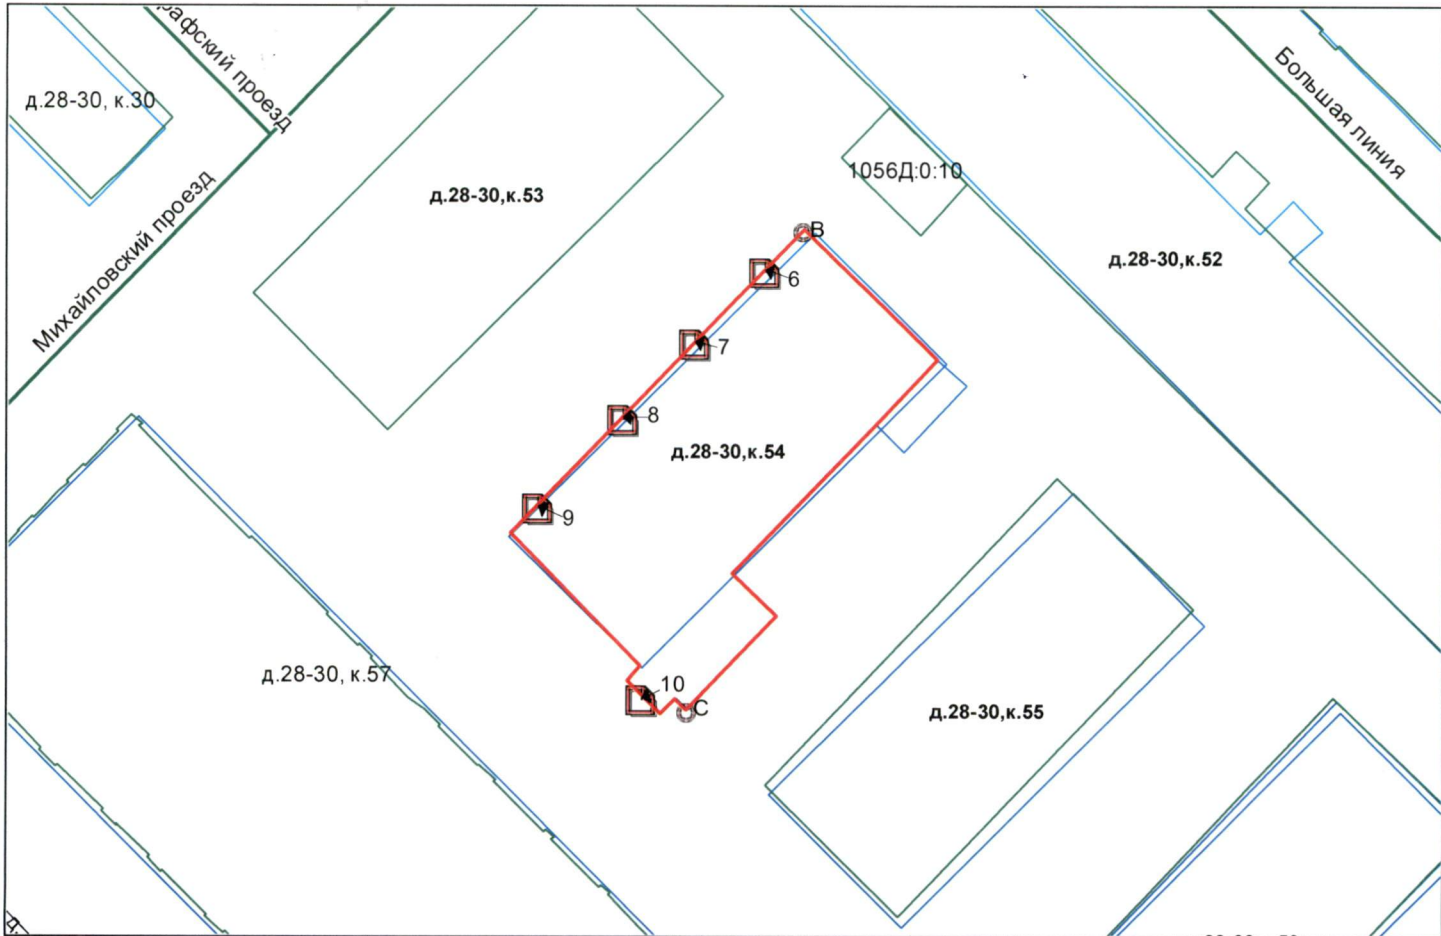 проезд
д.28-30, к.30
Большая линия
Михайловский проезд
д.28-30,к.53
1056Д:0:10
В
д.28-30,к.52
6
7
8
д.28-30,к.54
9
д.28-30, к.57
10
С
д.28-30,к.55